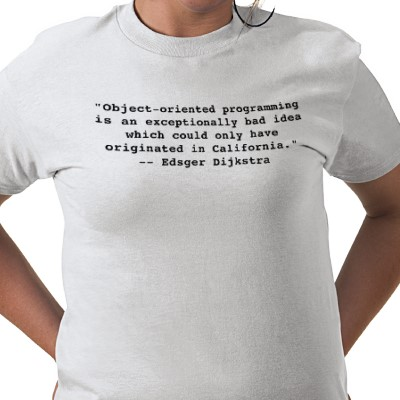 "Object-oriented programming
is an exceptionally bad idea
which could only have
originated in California."
-- Edsger Dijkstra